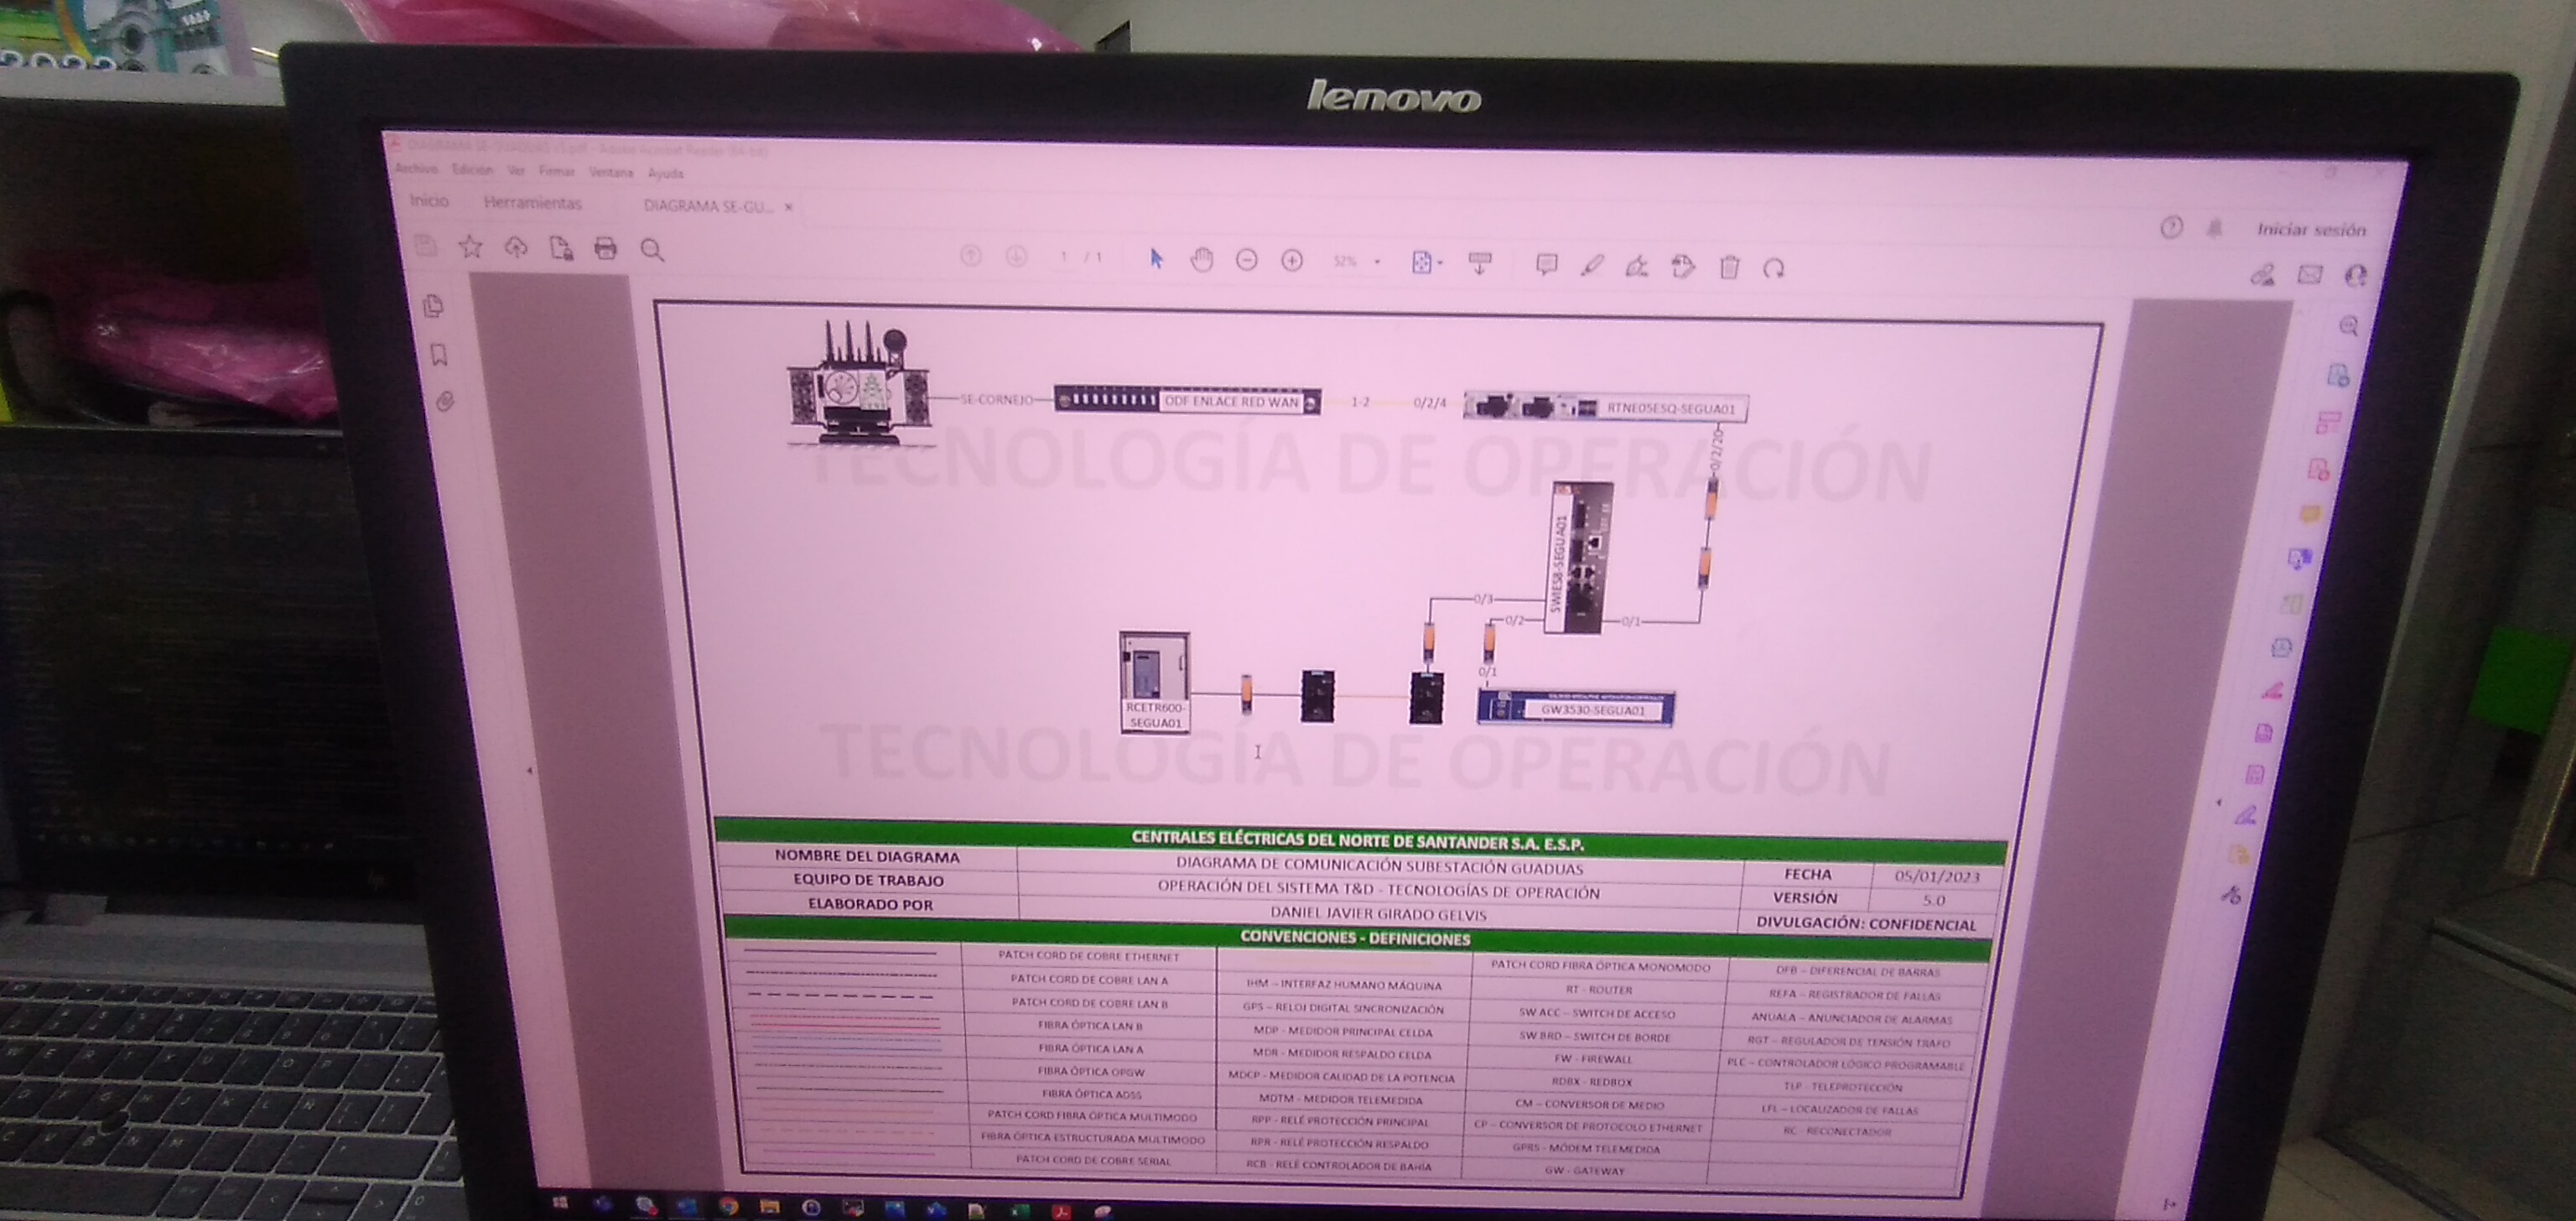 2023
lenovo
Archivo Edición Ver Firmar Ventana Ayuda
Inicio Herramientas DIAGRAMA SE-GU... ×
Iniciar sesión
1 / 1 52%
SE-CORNEJO ODF ENLACE RED WAN 1-2 0/2/4 RTNE05ESQ-SEGUA01
0/2/20
TECNOLOGÍA DE OPERACIÓN
SWIES8-SEGUA01
0/3
0/2 0/1
0/1
RCETR600-
SEGUA01
GW3530-SEGUA01
TECNOLOGÍA DE OPERACIÓN
CENTRALES ELÉCTRICAS DEL NORTE DE SANTANDER S.A. E.S.P.
NOMBRE DEL DIAGRAMA DIAGRAMA DE COMUNICACIÓN SUBESTACIÓN GUADUAS FECHA 05/01/2023
EQUIPO DE TRABAJO OPERACIÓN DEL SISTEMA T&D - TECNOLOGÍAS DE OPERACIÓN VERSIÓN 5.0
ELABORADO POR DANIEL JAVIER GIRADO GELVIS DIVULGACIÓN: CONFIDENCIAL
CONVENCIONES - DEFINICIONES
PATCH CORD DE COBRE ETHERNET PATCH CORD FIBRA ÓPTICA MONOMODO DFB – DIFERENCIAL DE BARRAS
PATCH CORD DE COBRE LAN A IHM – INTERFAZ HUMANO MÁQUINA RT - ROUTER REFA – REGISTRADOR DE FALLAS
PATCH CORD DE COBRE LAN B GPS – RELOJ DIGITAL SINCRONIZACIÓN SW ACC – SWITCH DE ACCESO ANUALA – ANUNCIADOR DE ALARMAS
FIBRA ÓPTICA LAN B MDP - MEDIDOR PRINCIPAL CELDA SW BRD – SWITCH DE BORDE RGT – REGULADOR DE TENSIÓN TRAFO
FIBRA ÓPTICA LAN A MDR - MEDIDOR RESPALDO CELDA FW - FIREWALL PLC – CONTROLADOR LÓGICO PROGRAMABLE
FIBRA ÓPTICA OPGW MDCP - MEDIDOR CALIDAD DE LA POTENCIA RDBX - REDBOX TLP - TELEPROTECCIÓN
FIBRA ÓPTICA ADSS MDTM - MEDIDOR TELEMEDIDA CM – CONVERSOR DE MEDIO LFL – LOCALIZADOR DE FALLAS
PATCH CORD FIBRA ÓPTICA MULTIMODO RPP - RELÉ PROTECCIÓN PRINCIPAL CP – CONVERSOR DE PROTOCOLO ETHERNET RC - RECONECTADOR
FIBRA ÓPTICA ESTRUCTURADA MULTIMODO RPR - RELÉ PROTECCIÓN RESPALDO GPRS - MÓDEM TELEMEDIDA
PATCH CORD DE COBRE SERIAL RCB - RELÉ CONTROLADOR DE BAHÍA GW - GATEWAY